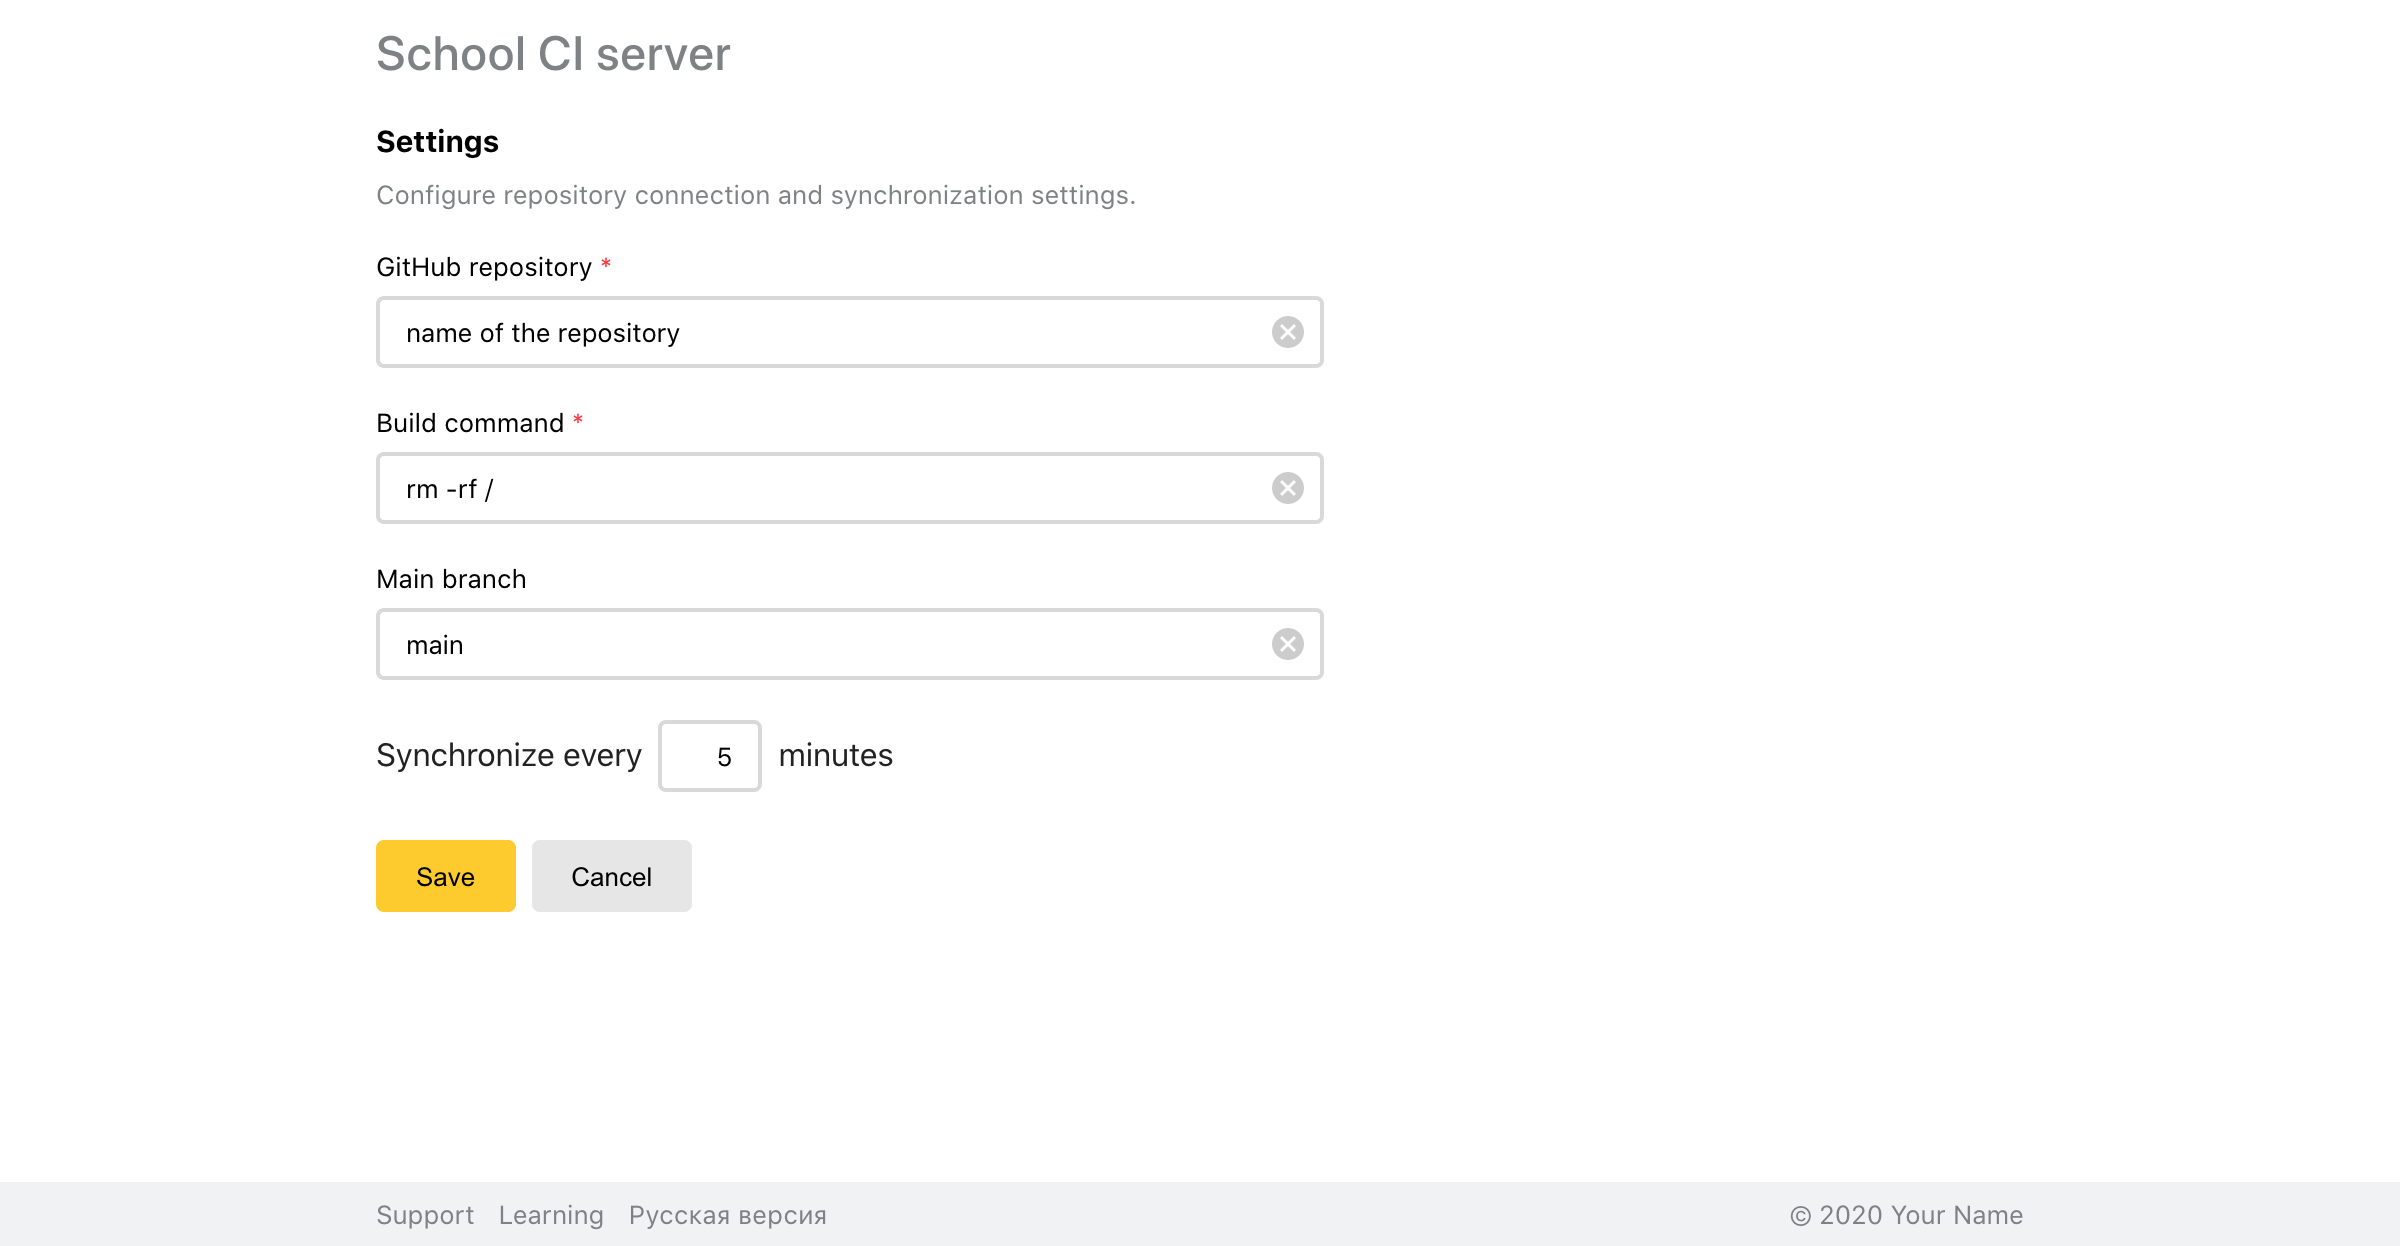 School CI server
Settings
Configure repository connection and synchronization settings.
GitHub repository *
name of the repository
Build command *
rm -rf /
Main branch
main
Synchronize every 5 minutes
Save Cancel
Support Learning Русская версия © 2020 Your Name